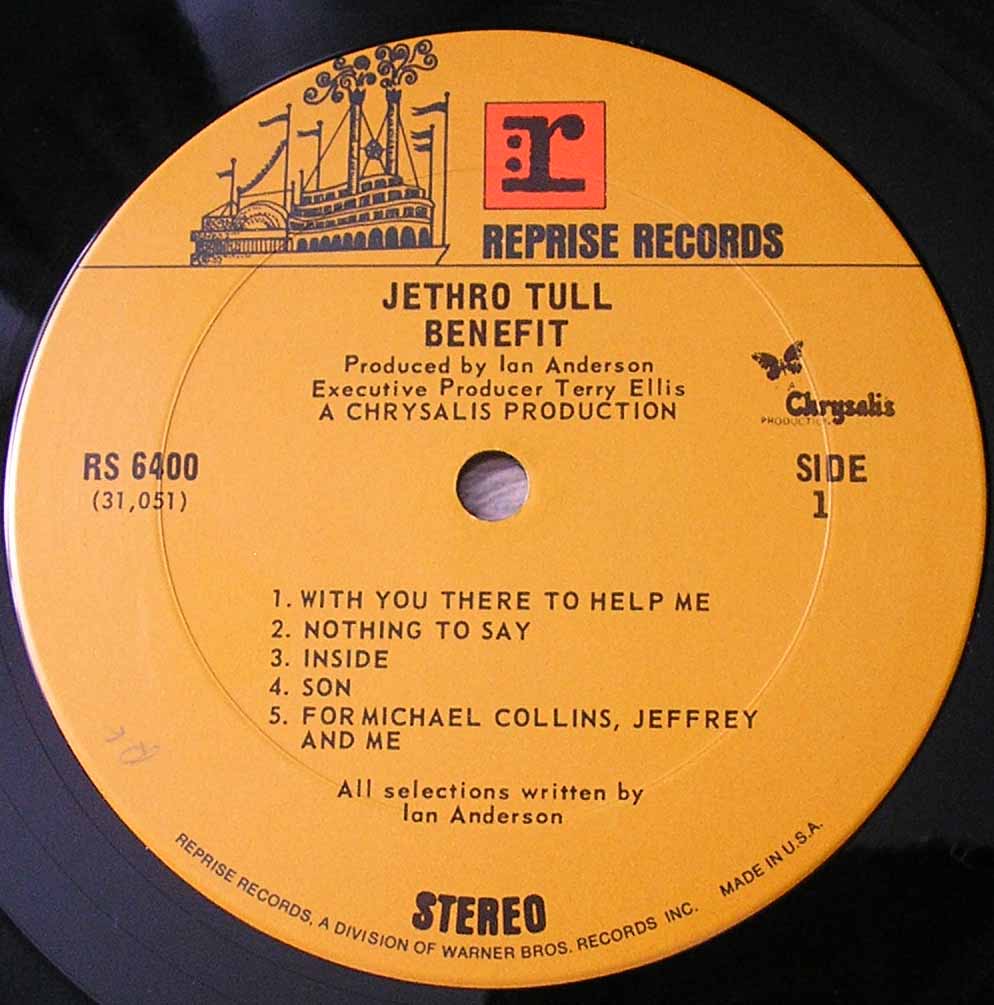 r:
REPRISE RECORDS
JETHRO TULL
BENEFIT
Produced by Ian Anderson
Executive Producer Terry Ellis
A CHRYSALIS PRODUCTION
A
Chrysalis
PRODUCTION
RS 6400
(31,051)
SIDE
1
1. WITH YOU THERE TO HELP ME
2. NOTHING TO SAY
3. INSIDE
4. SON
5. FOR MICHAEL COLLINS, JEFFREY
AND ME
All selections written by
Ian Anderson
STEREO
REPRISE RECORDS, A DIVISION OF WARNER BROS. RECORDS INC. MADE IN U.S.A.